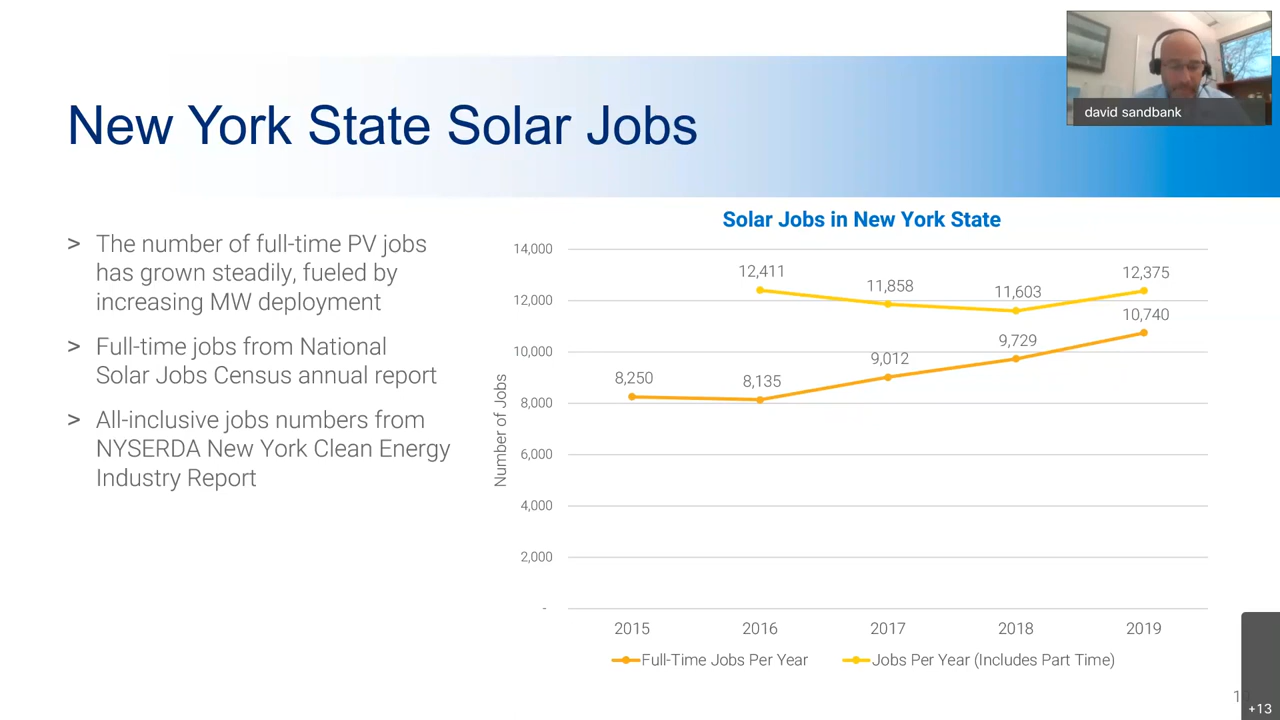 david sandbank
New York State Solar Jobs
> The number of full-time PV jobs
has grown steadily, fueled by
increasing MW deployment
> Full-time jobs from National
Solar Jobs Census annual report
> All-inclusive jobs numbers from
NYSERDA New York Clean Energy
Industry Report
Solar Jobs in New York State
Number of Jobs
14,000
12,000
10,000
8,000
6,000
4,000
2,000
-
12,411
11,858
11,603
12,375
8,250
8,135
9,012
9,729
10,740
2015 2016 2017 2018 2019
Full-Time Jobs Per Year Jobs Per Year (Includes Part Time)
+13